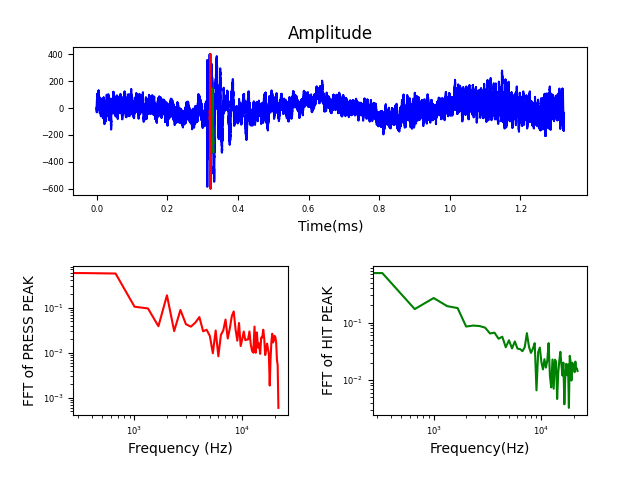 Amplitude
400
200
0
−200
−400
−600
0.0 0.2 0.4 0.6 0.8 1.0 1.2
Time(ms)
FFT of PRESS PEAK
10⁻¹
10⁻²
10⁻³
10³ 10⁴
Frequency (Hz)
FFT of HIT PEAK
10⁻¹
10⁻²
10³ 10⁴
Frequency(Hz)